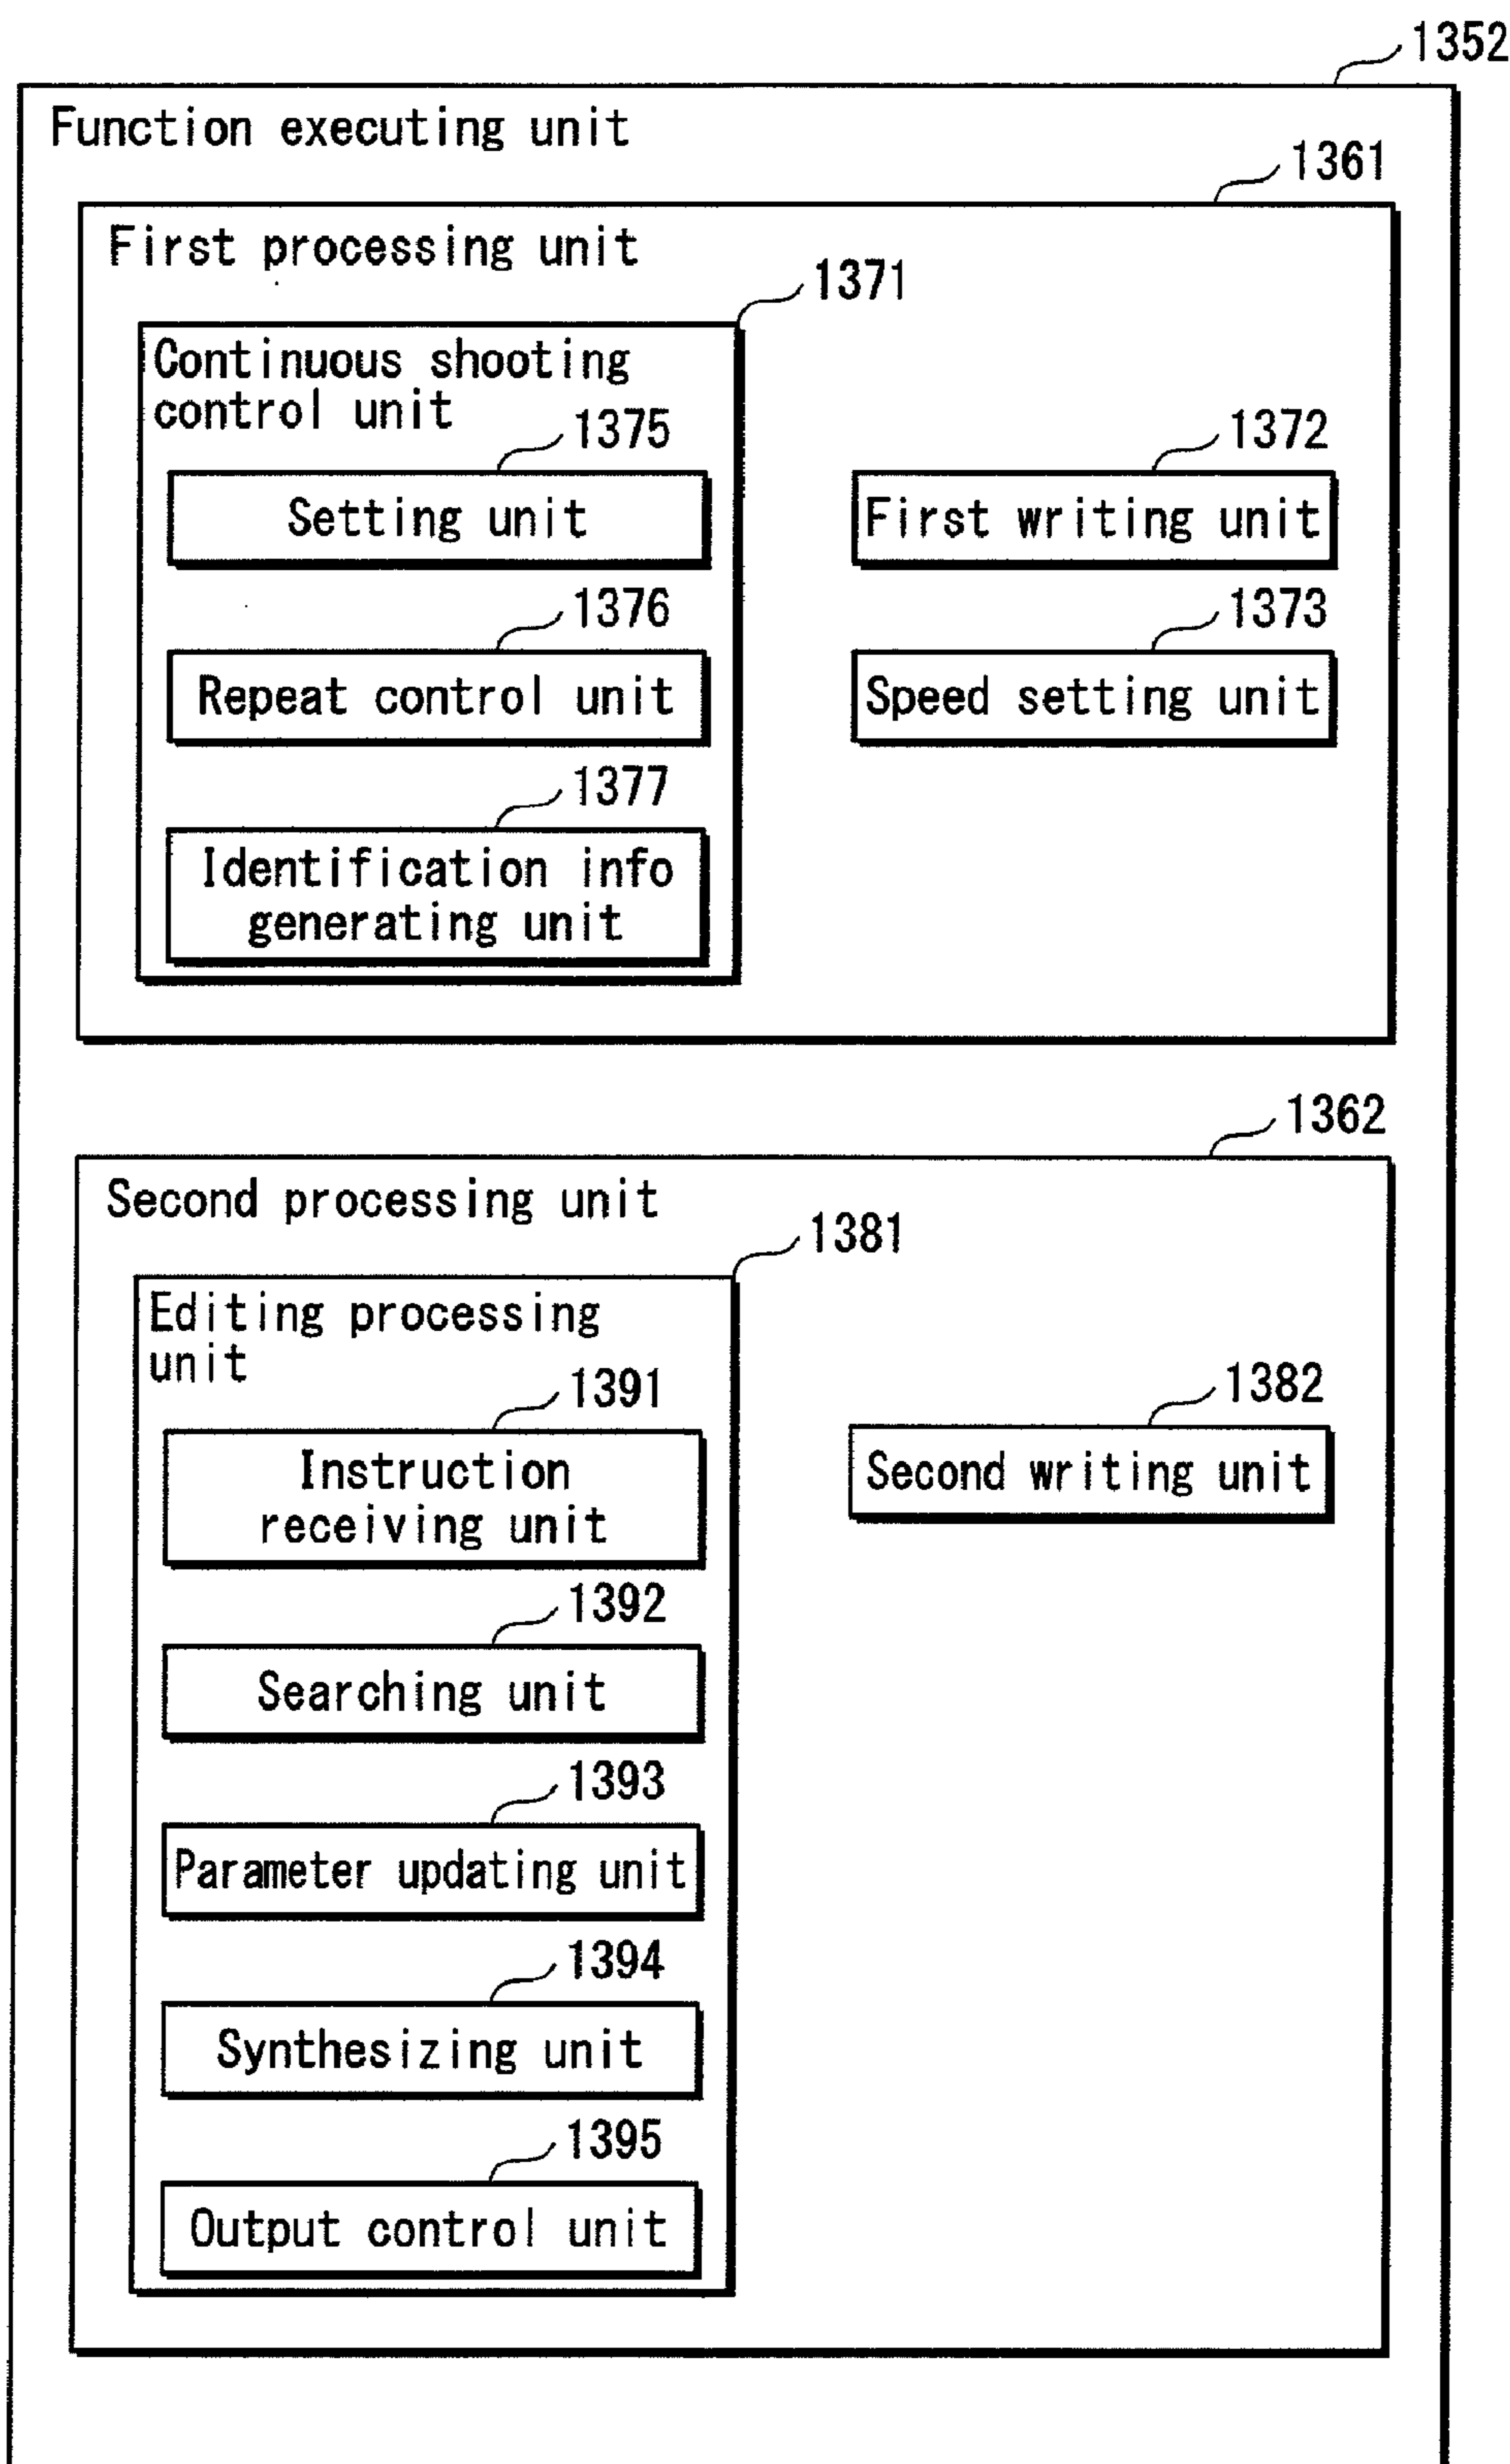 1352
Function executing unit
1361
First processing unit
1371
Continuous shooting
control unit
1375
Setting unit
1372
First writing unit
1376
Repeat control unit
1373
Speed setting unit
1377
Identification info
generating unit
1362
Second processing unit
1381
Editing processing
unit
1391
Instruction
receiving unit
1382
Second writing unit
1392
Searching unit
1393
Parameter updating unit
1394
Synthesizing unit
1395
Output control unit